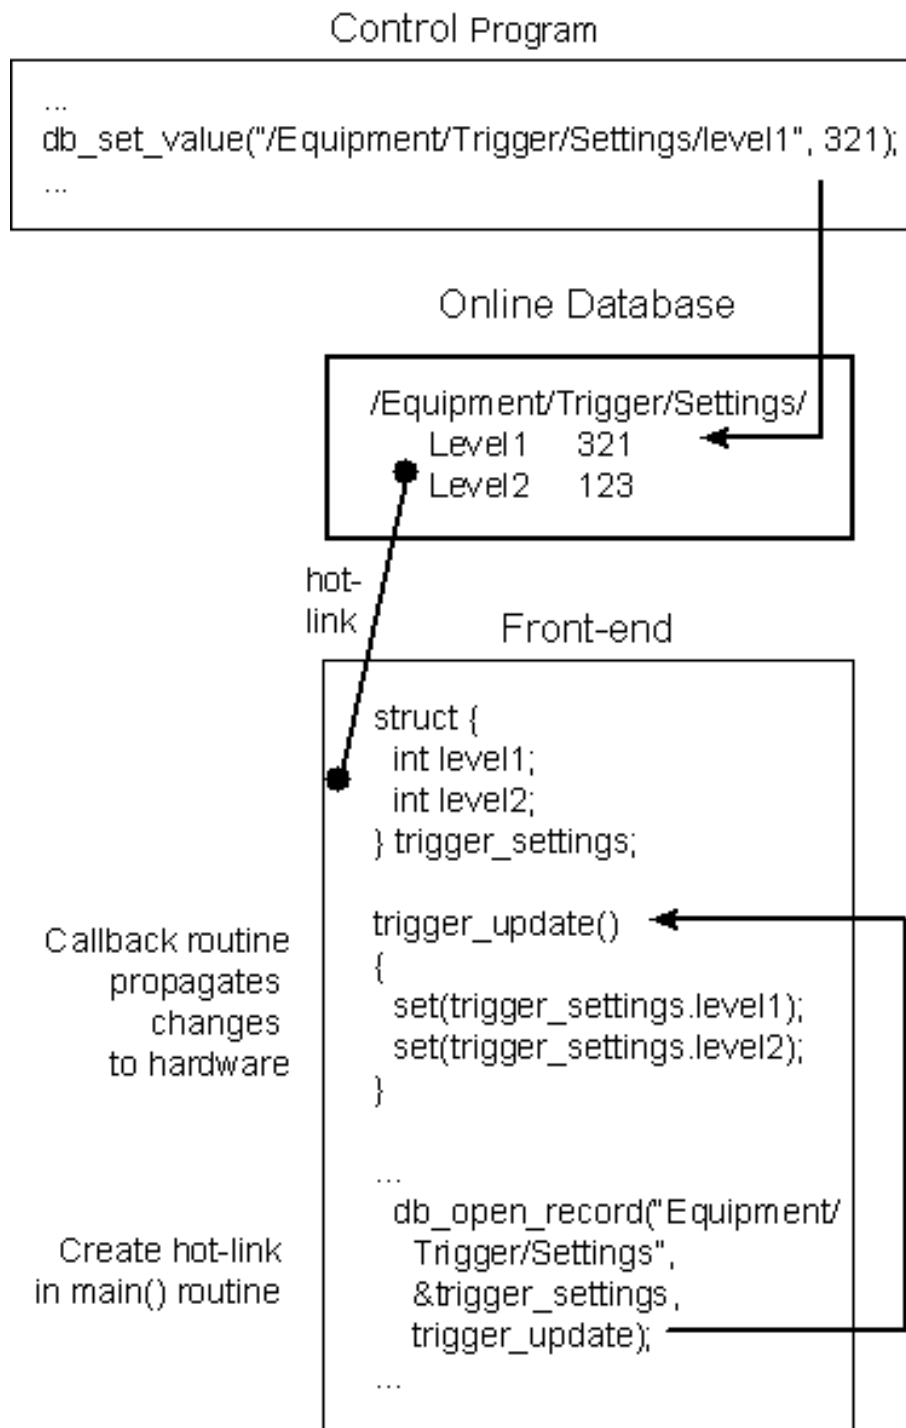 Control Program
...
db_set_value("/Equipment/Trigger/Settings/level1", 321);
...
Online Database
/Equipment/Trigger/Settings/
Level1 321
Level2 123
hot-
link
Front-end
struct {
int level1;
int level2;
} trigger_settings;
Callback routine
propagates
changes
to hardware
trigger_update()
{
set(trigger_settings.level1);
set(trigger_settings.level2);
}
...
Create hot-link
in main() routine
db_open_record("Equipment/
Trigger/Settings",
&trigger_settings,
trigger_update);
...